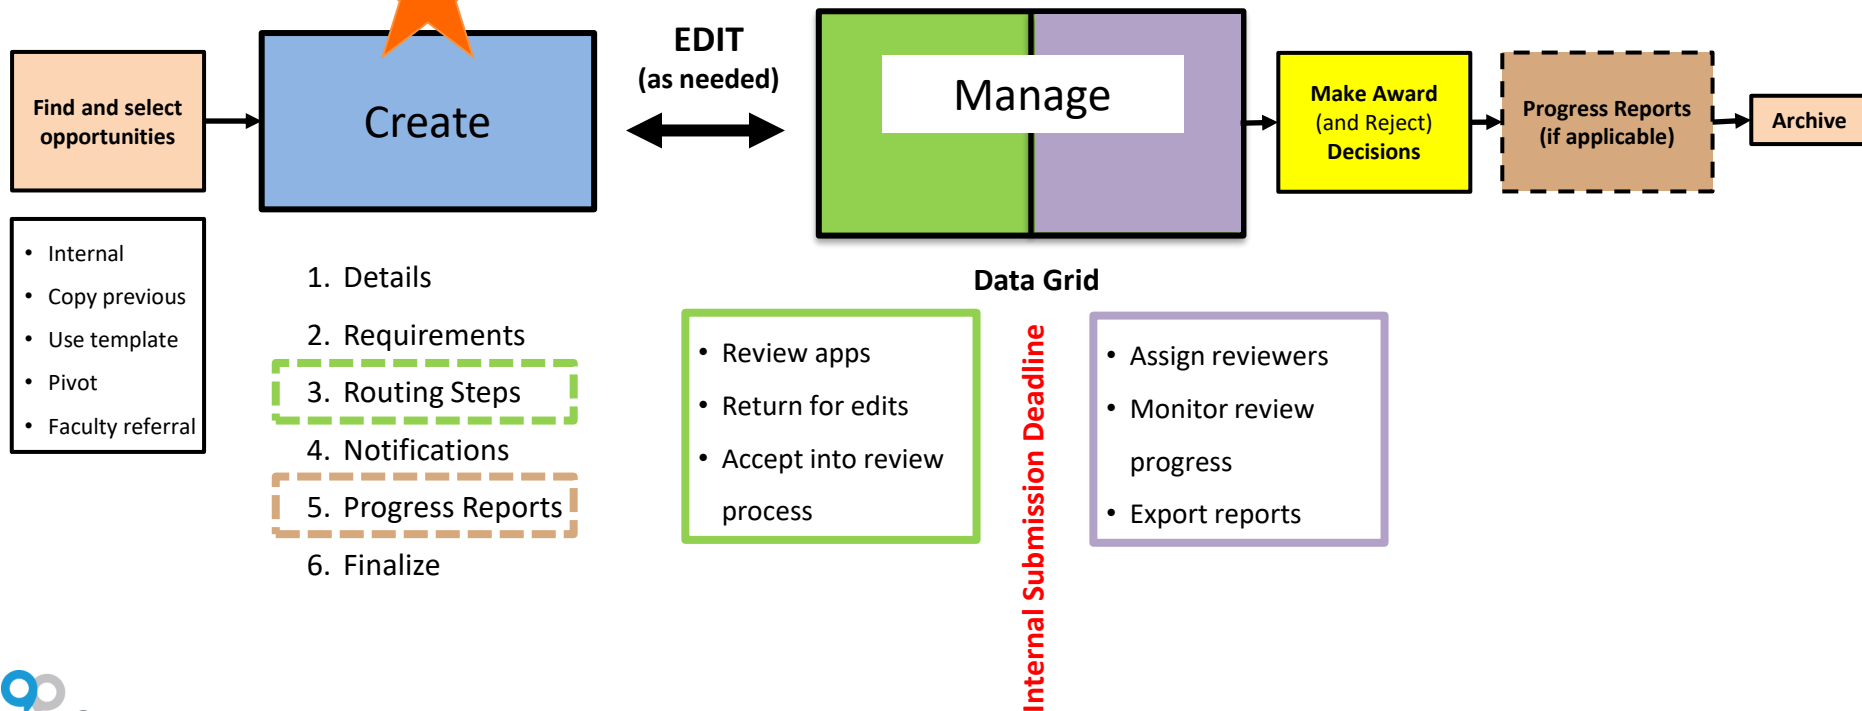 Find and select
opportunities
Create
EDIT
(as needed)
Manage
Make Award
(and Reject)
Decisions
Progress Reports
(if applicable)
Archive
• Internal
• Copy previous
• Use template
• Pivot
• Faculty referral
1. Details
2. Requirements
3. Routing Steps
4. Notifications
5. Progress Reports
6. Finalize
Data Grid
• Review apps
• Return for edits
• Accept into review
process
Internal Submission Deadline
• Assign reviewers
• Monitor review
progress
• Export reports